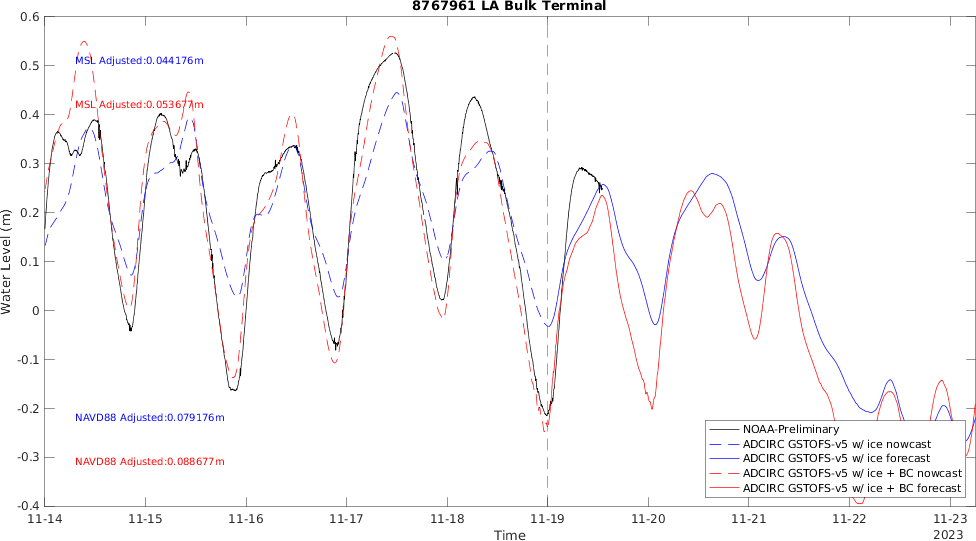 8767961 LA Bulk Terminal
0.6
0.5
0.4
0.3
0.2
0.1
0
-0.1
-0.2
-0.3
-0.4
Water Level (m)
MSL Adjusted:0.044176m
MSL Adjusted:0.053677m
NAVD88 Adjusted:0.079176m
NAVD88 Adjusted:0.088677m
NOAA-Preliminary
ADCIRC GSTOFS-v5 w/ ice nowcast
ADCIRC GSTOFS-v5 w/ ice forecast
ADCIRC GSTOFS-v5 w/ ice + BC nowcast
ADCIRC GSTOFS-v5 w/ ice + BC forecast
11-14 11-15 11-16 11-17 11-18 11-19 11-20 11-21 11-22 11-23
Time
2023